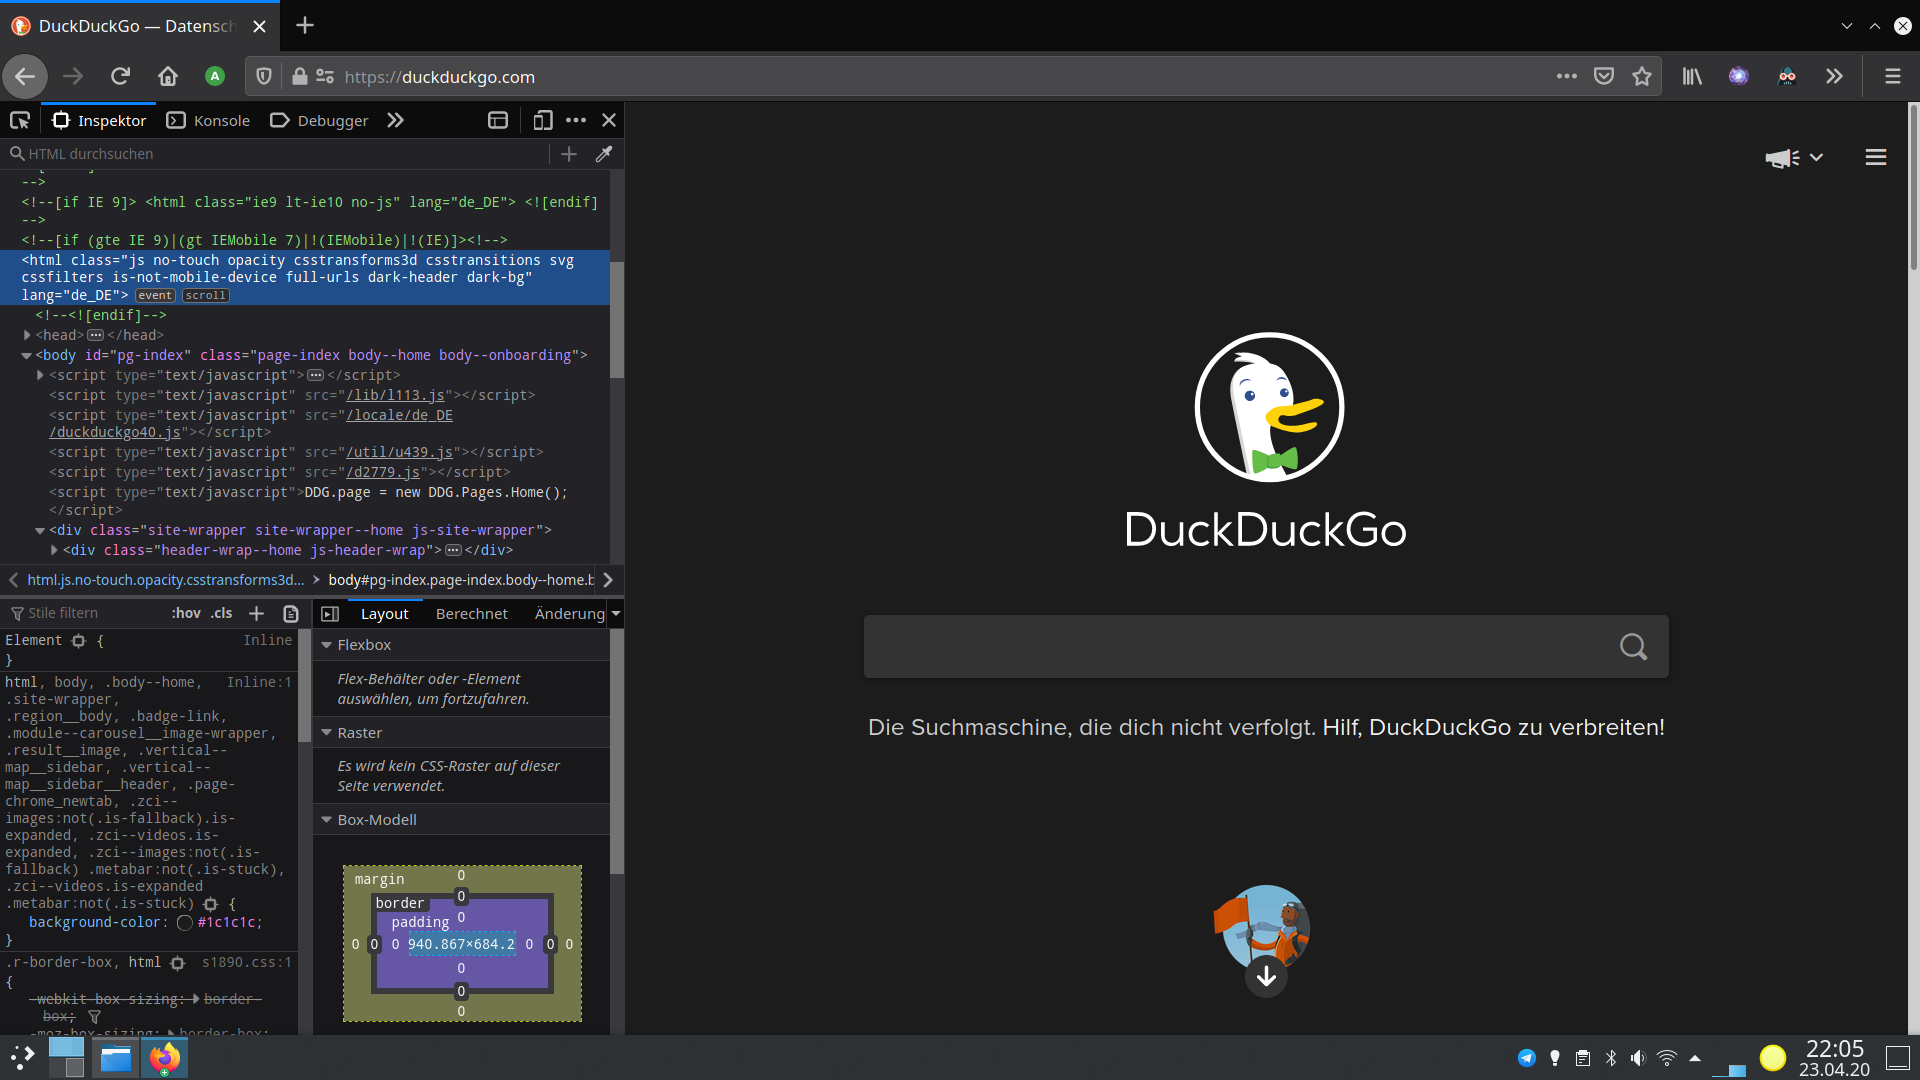 DuckDuckGo — Datensch
A
https://duckduckgo.com
Inspektor
Konsole
Debugger
HTML durchsuchen
-->
<!--[if IE 9]> <html class="ie9 lt-ie10 no-js" lang="de_DE"> <![endif]
-->
<!--[if (gte IE 9)|(gt IEMobile 7)|!(IEMobile)|!(IE)]><!-->
<html class="js no-touch opacity csstransforms3d csstransitions svg
cssfilters is-not-mobile-device full-urls dark-header dark-bg"
lang="de_DE"> event scroll
<!--<![endif]-->
<head> ••• </head>
<body id="pg-index" class="page-index body--home body--onboarding">
<script type="text/javascript"> ••• </script>
<script type="text/javascript" src="/lib/l113.js"></script>
<script type="text/javascript" src="/locale/de_DE
/duckduckgo40.js"></script>
<script type="text/javascript" src="/util/u439.js"></script>
<script type="text/javascript" src="/d2779.js"></script>
<script type="text/javascript">DDG.page = new DDG.Pages.Home();
</script>
<div class="site-wrapper site-wrapper--home js-site-wrapper">
<div class="header-wrap--home js-header-wrap"> ••• </div>
html.js.no-touch.opacity.csstransforms3d... > body#pg-index.page-index.body--home.b
Stile filtern
:hov .cls
Element {
Inline
}
html, body, .body--home,
Inline:1
.site-wrapper,
.region__body, .badge-link,
.module--carousel__image-wrapper,
.result__image, .vertical--
map__sidebar, .vertical--
map__sidebar__header, .page-
chrome_newtab, .zci--
images:not(.is-fallback).is-
expanded, .zci--videos.is-
expanded, .zci--images:not(.is-
fallback) .metabar:not(.is-stuck),
.zci--videos.is-expanded
.metabar:not(.is-stuck) {
background-color: #1c1c1c;
}
.r-border-box, html
s1890.css:1
{
-webkit-box-sizing: border-
box;
-moz-box-sizing: border-box;
Layout
Berechnet
Änderung
Flexbox
Flex-Behälter oder -Element
auswählen, um fortzufahren.
Raster
Es wird kein CSS-Raster auf dieser
Seite verwendet.
Box-Modell
margin
0
border
0
padding
0
0 0 0 940.867×684.2 0 0 0
0
0
0
DuckDuckGo
Die Suchmaschine, die dich nicht verfolgt. Hilf, DuckDuckGo zu verbreiten!
22:05
23.04.20